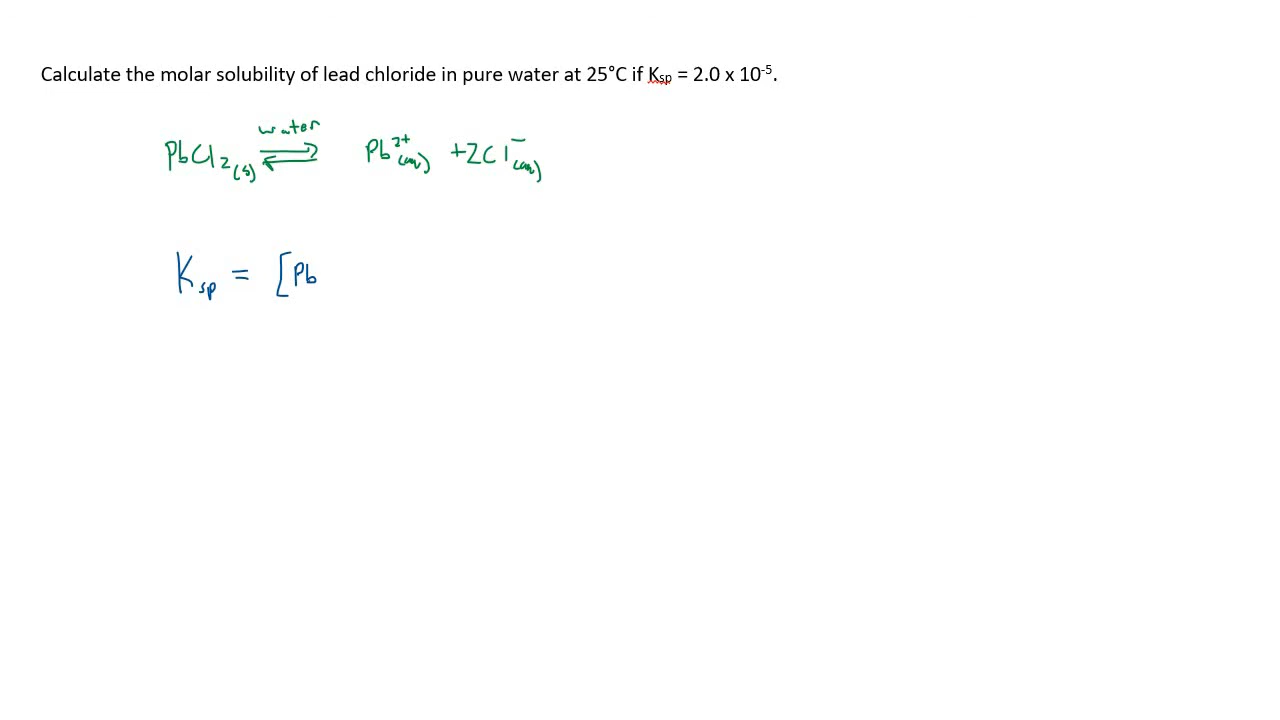 Calculate the molar solubility of lead chloride in pure water at 25°C if Ksp = 2.0 x 10-5.
water
PbCl2(s) ⇌ Pb2+(aq) + 2Cl−(aq)
Ksp = [Pb